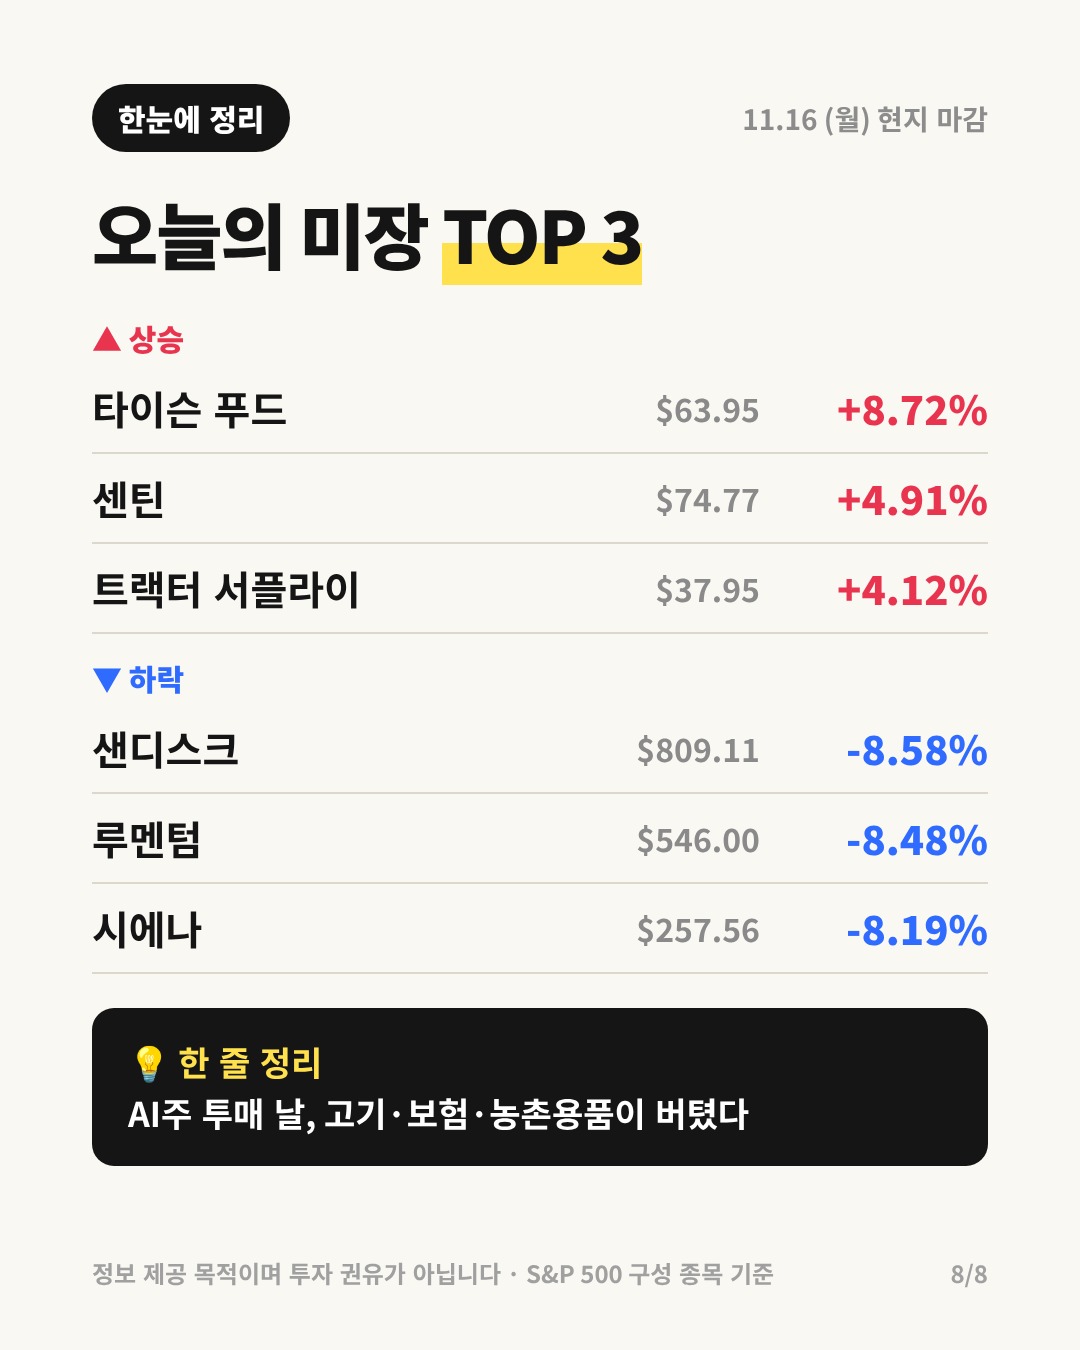 한눈에 정리
11.16 (월) 현지 마감
오늘의 미장 TOP 3
▲ 상승
타이슨 푸드 $63.95 +8.72%
센틴 $74.77 +4.91%
트랙터 서플라이 $37.95 +4.12%
▼ 하락
샌디스크 $809.11 -8.58%
루멘텀 $546.00 -8.48%
시에나 $257.56 -8.19%
💡 한 줄 정리
AI주 투매 날, 고기·보험·농촌용품이 버텼다
정보 제공 목적이며 투자 권유가 아닙니다 · S&P 500 구성 종목 기준
8/8